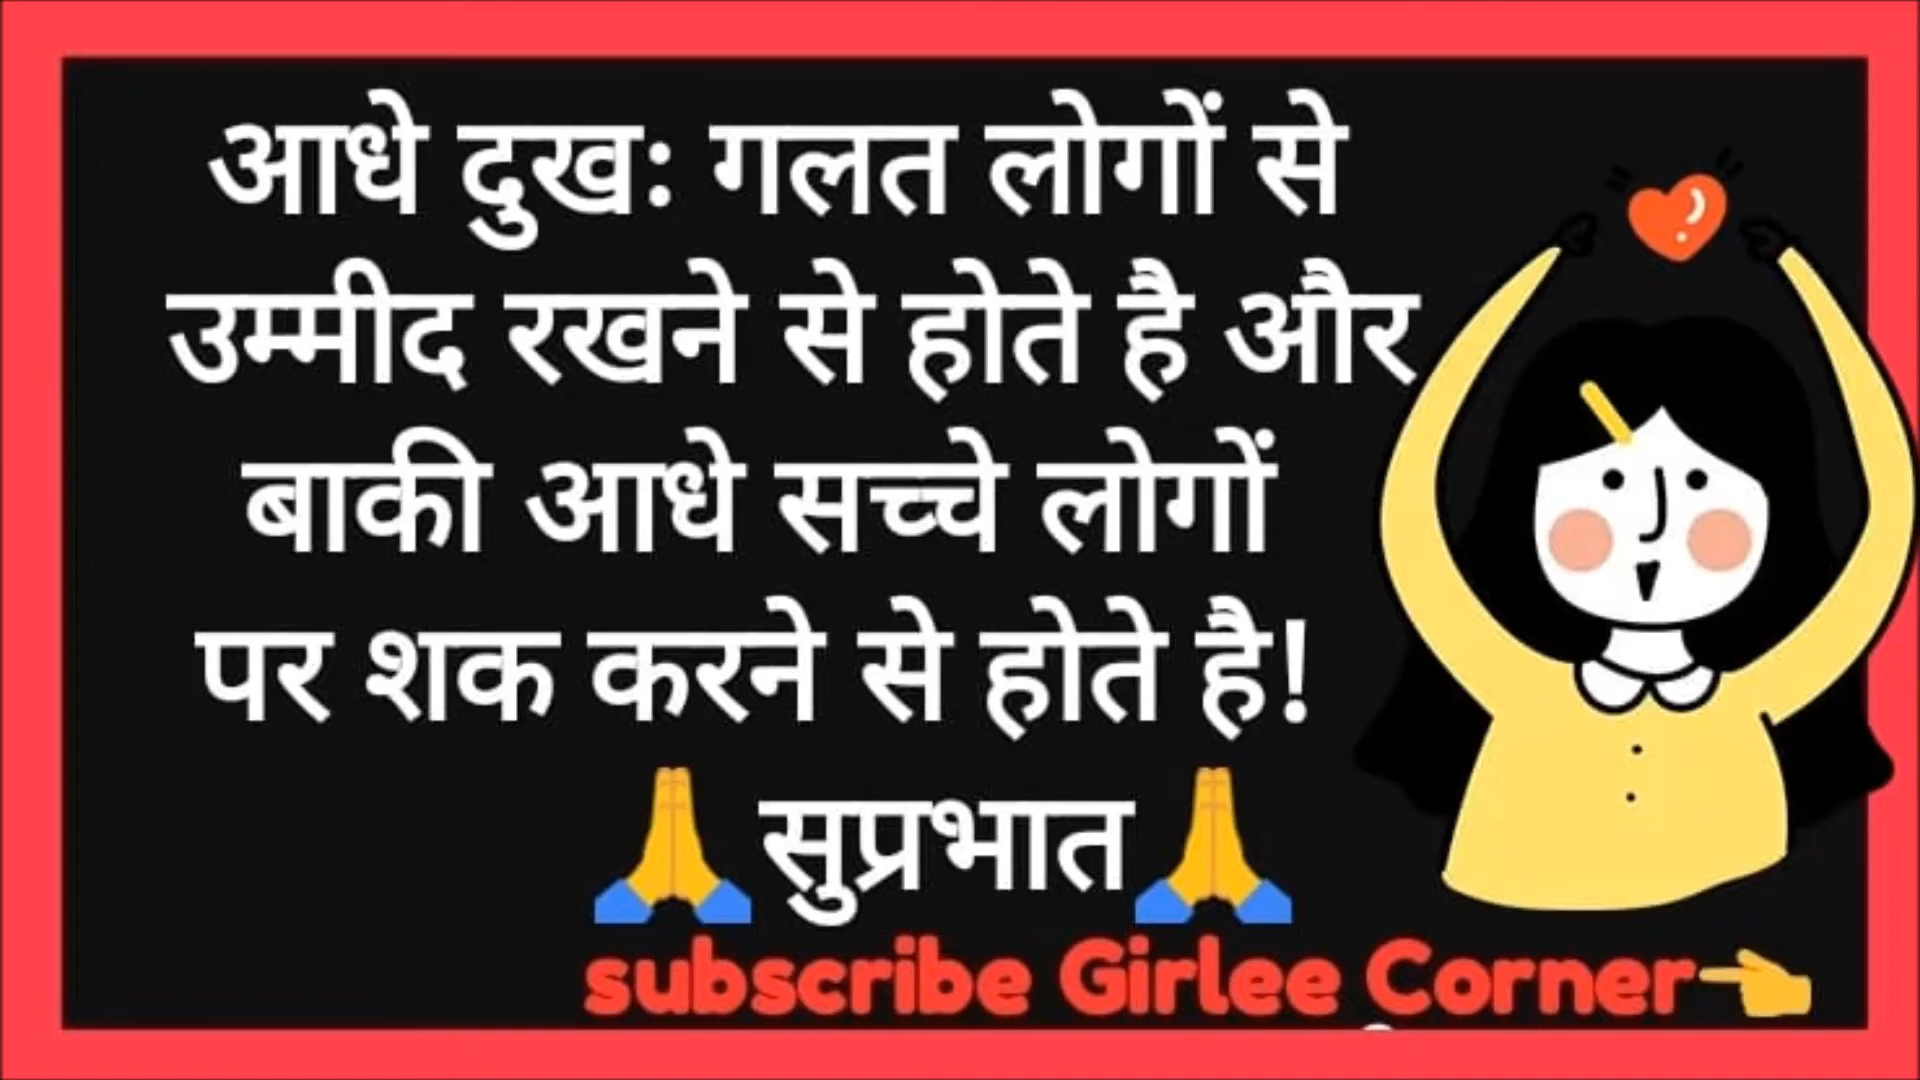 आधे दुखः गलत लोगों से
उम्मीद रखने से होते है और
बाकी आधे सच्चे लोगों
पर शक करने से होते है!
🙏 सुप्रभात🙏
subscribe Girlee Corner👈